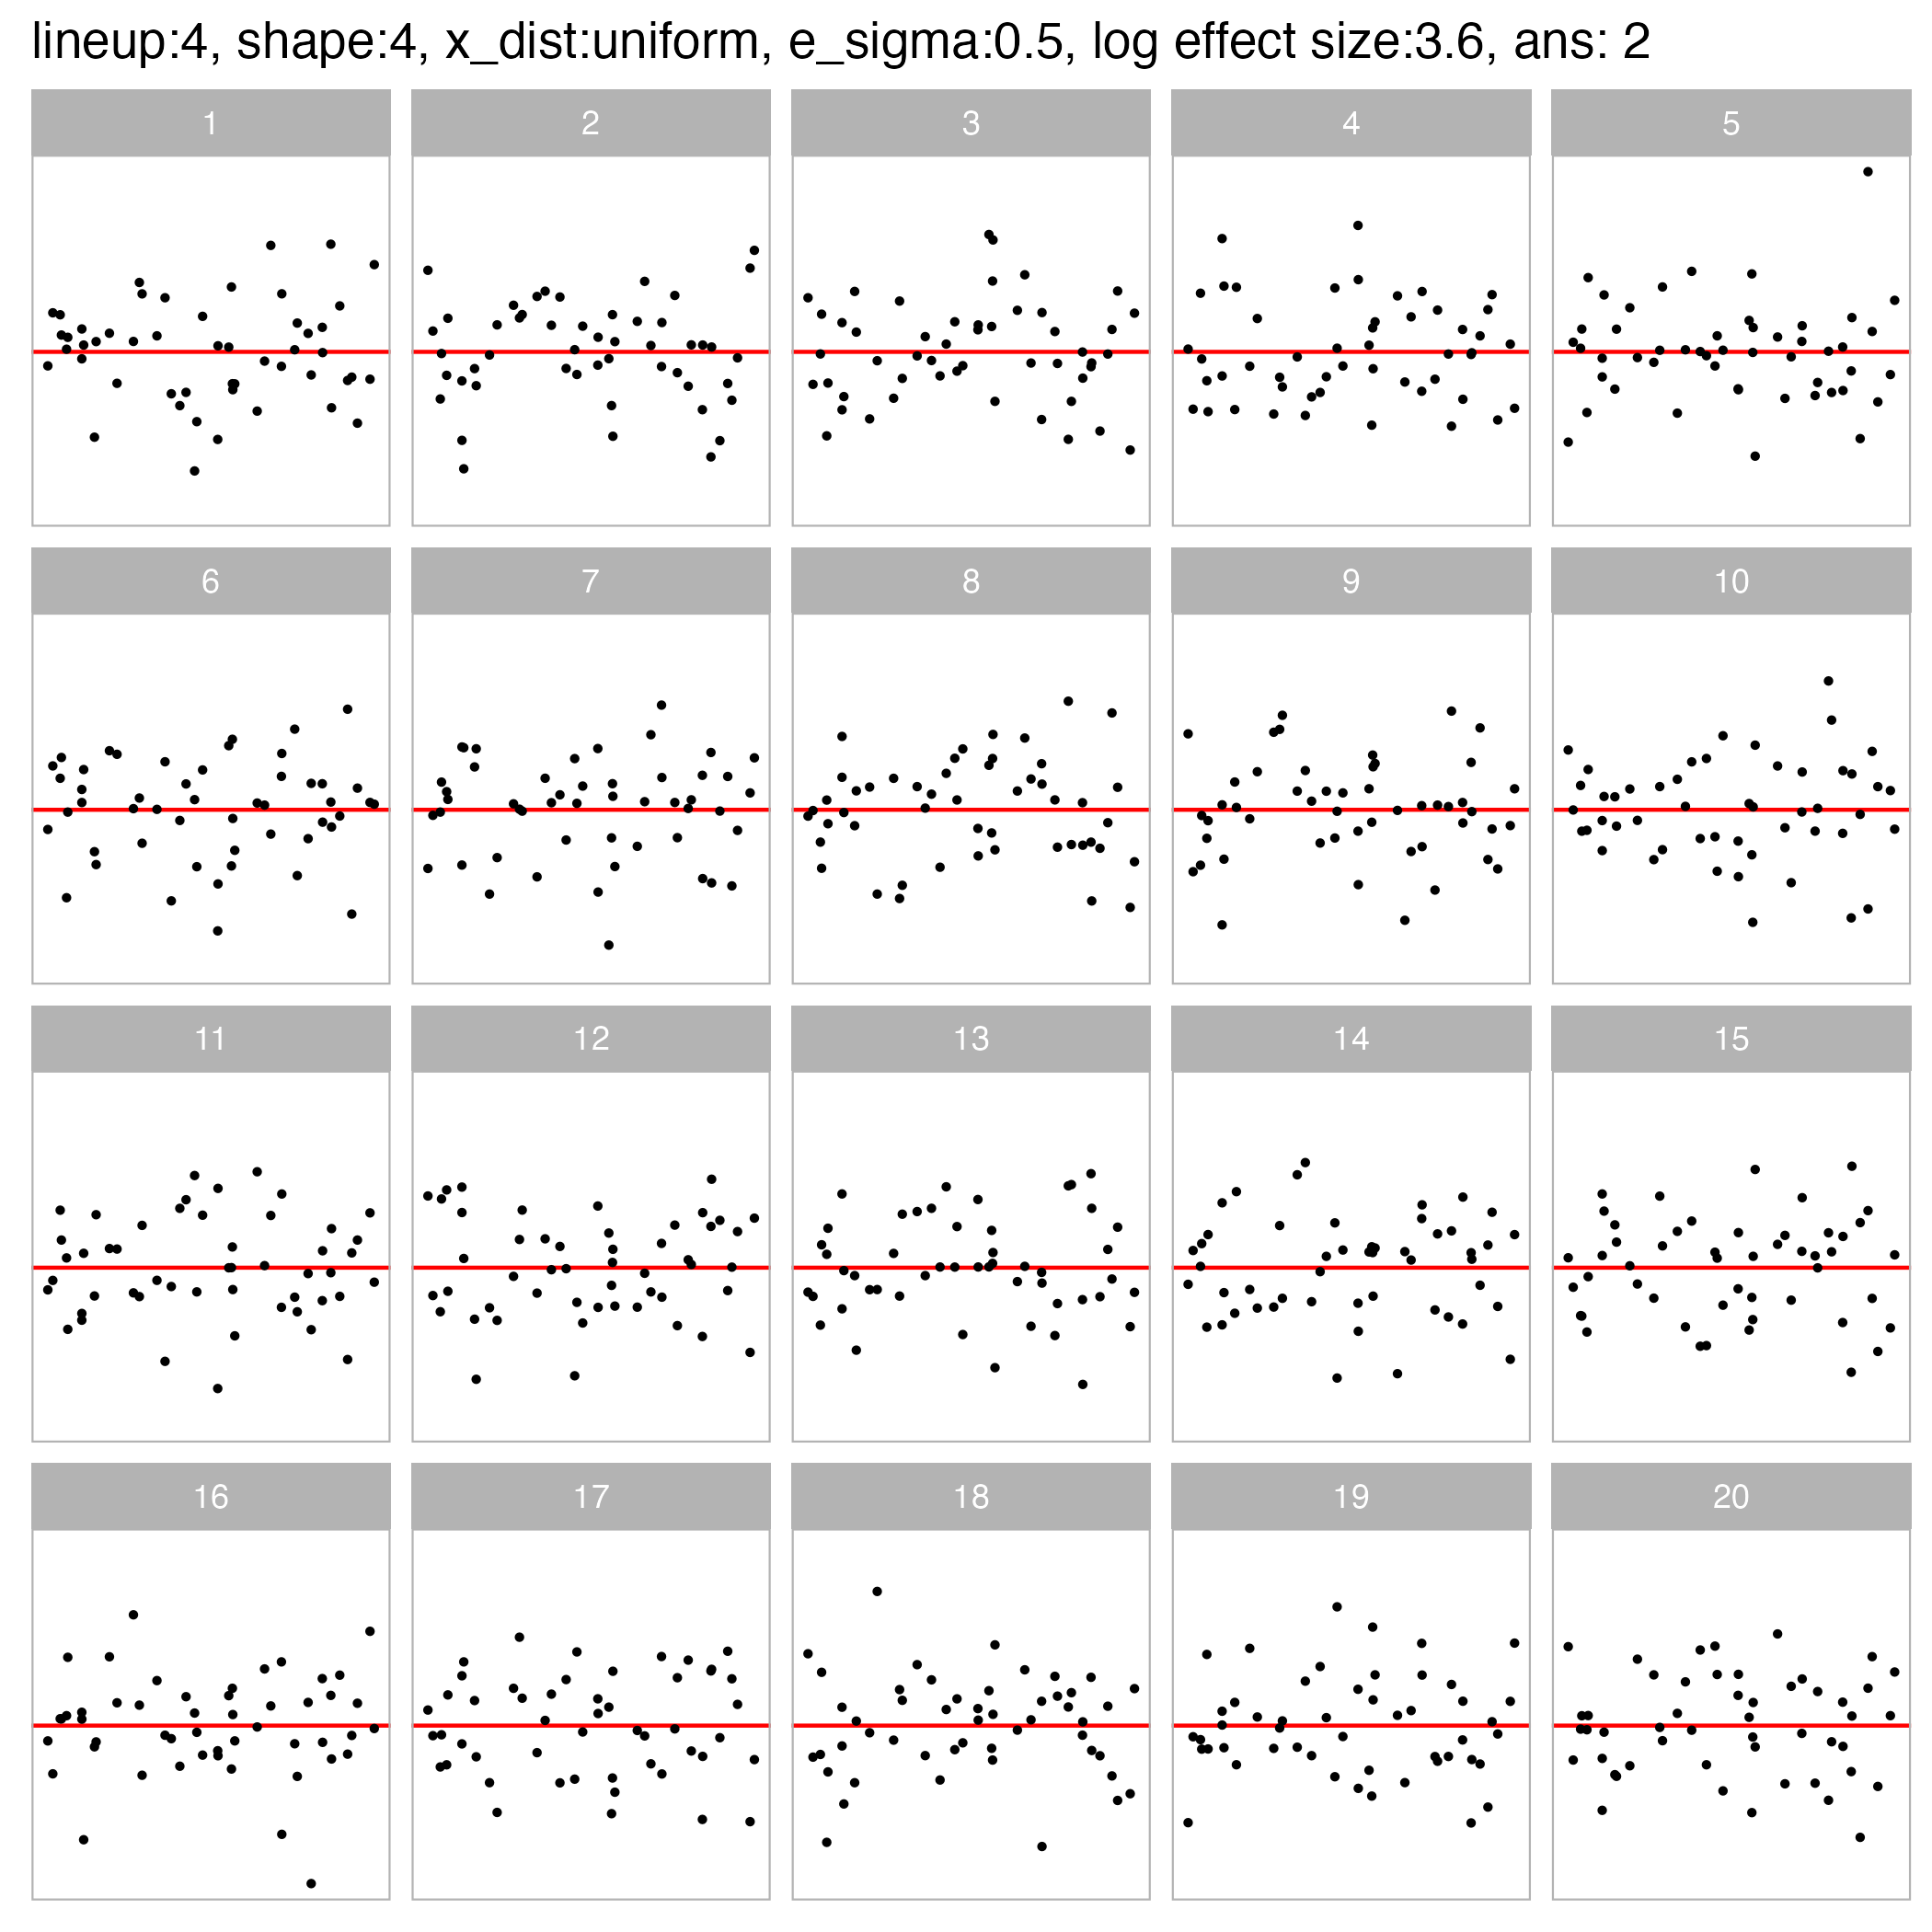 lineup:4, shape:4, x_dist:uniform, e_sigma:0.5, log effect size:3.6, ans: 2
1 2 3 4 5
6 7 8 9 10
11 12 13 14 15
16 17 18 19 20